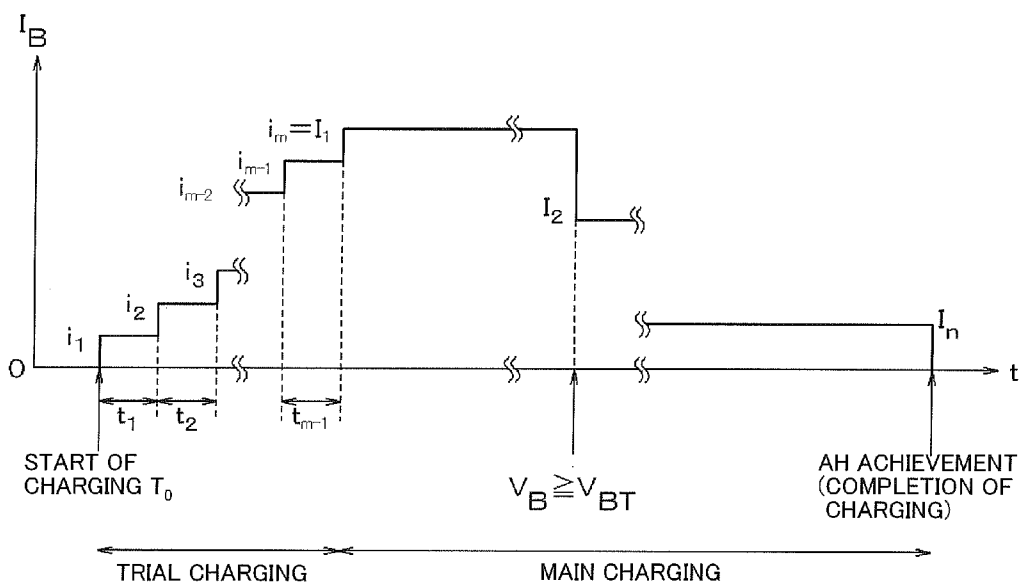 I_B
i_m=I_1
i_{m-1}
i_{m-2}
I_2
i_3
i_2
i_1
I_n
0
t
t_1
t_2
t_{m-1}
START OF
CHARGING T_0
V_B≧V_BT
AH ACHIEVEMENT
(COMPLETION OF
CHARGING)
TRIAL CHARGING
MAIN CHARGING